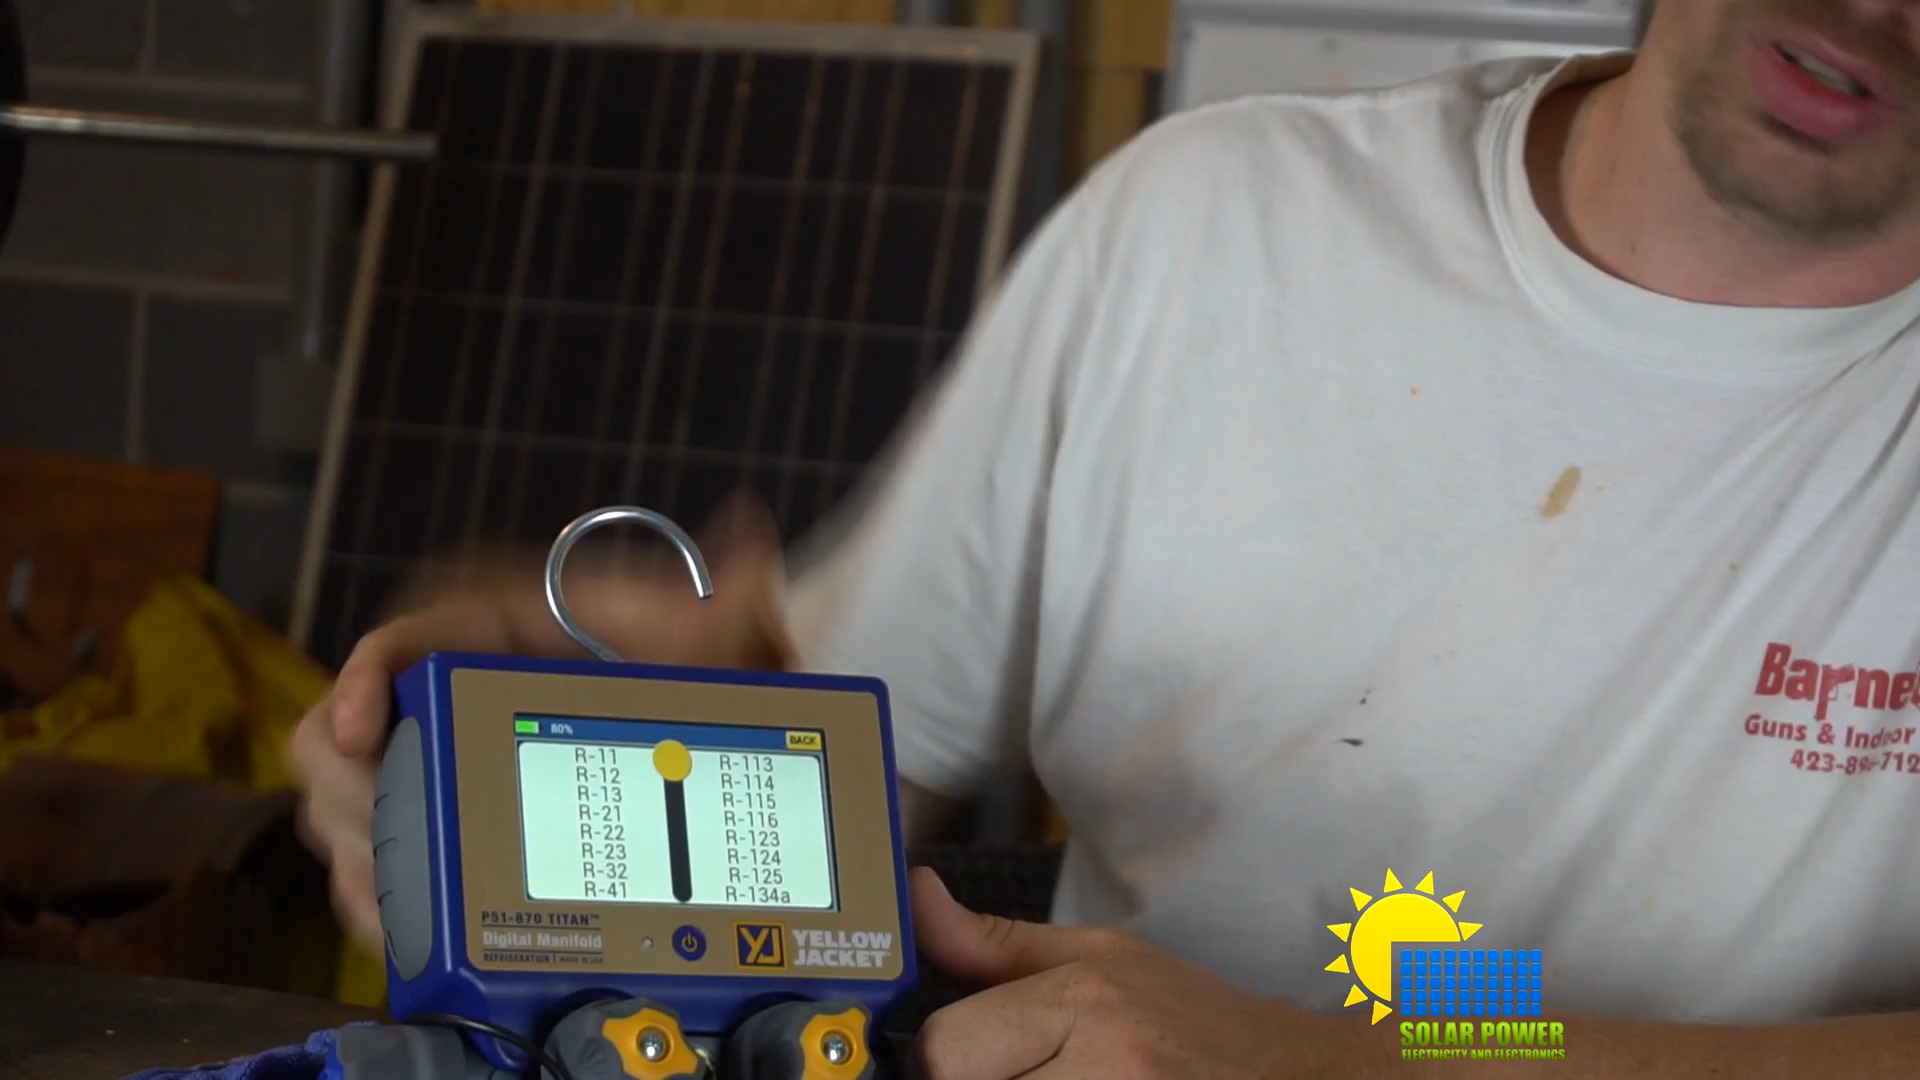 80%
BACK
R-11
R-12
R-13
R-21
R-22
R-23
R-32
R-41
R-113
R-114
R-115
R-116
R-123
R-124
R-125
R-134a
P51-870 TITAN™
Digital Manifold
REFRIGERATION | MADE IN USA
YJ YELLOW
JACKET
Guns & Indoor
SOLAR POWER
ELECTRICITY AND ELECTRONICS